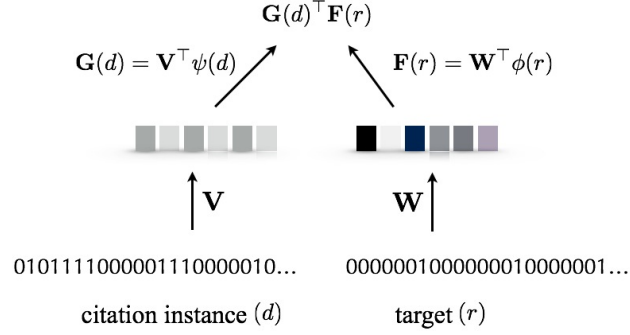 G(d)⊤F(r)
G(d) = V⊤ψ(d) F(r) = W⊤ϕ(r)
V W
0101111000001110000010... 0000001000000010000001...
citation instance (d) target (r)